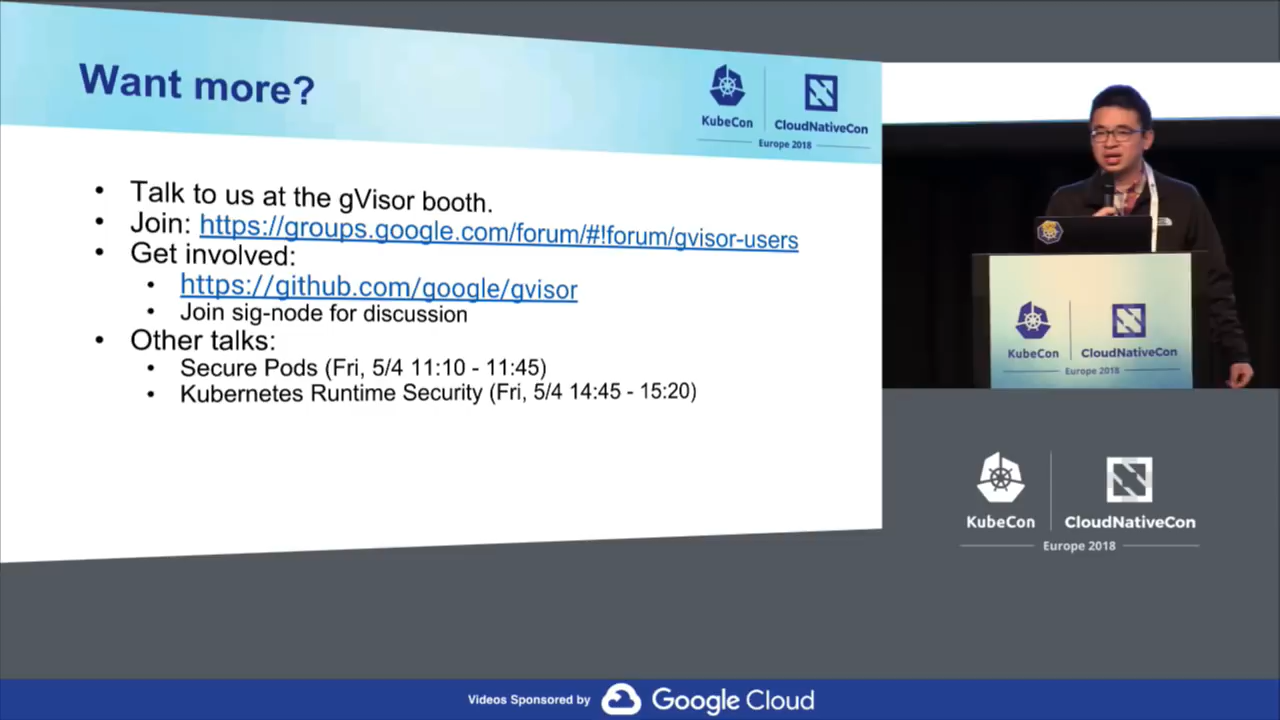 Want more?
KubeCon
CloudNativeCon
Europe 2018
Talk to us at the gVisor booth.
Join: https://groups.google.com/forum/#!forum/gvisor-users
Get involved:
https://github.com/google/gvisor
Join sig-node for discussion
Other talks:
Secure Pods (Fri, 5/4 11:10 - 11:45)
Kubernetes Runtime Security (Fri, 5/4 14:45 - 15:20)
KubeCon
CloudNativeCon
Europe 2018
KubeCon
CloudNativeCon
Europe 2018
Videos Sponsored by Google Cloud